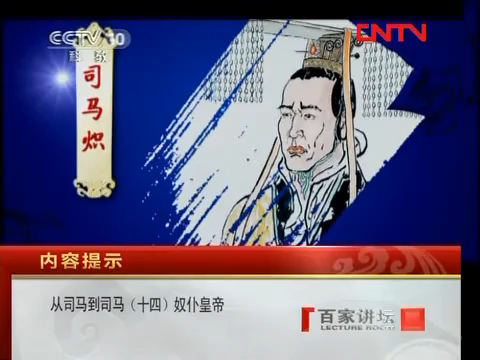 CCTV 10
科教
CNTV
司马炽
内容提示
从司马到司马（十四）奴仆皇帝
百家讲坛
LECTURE ROOM